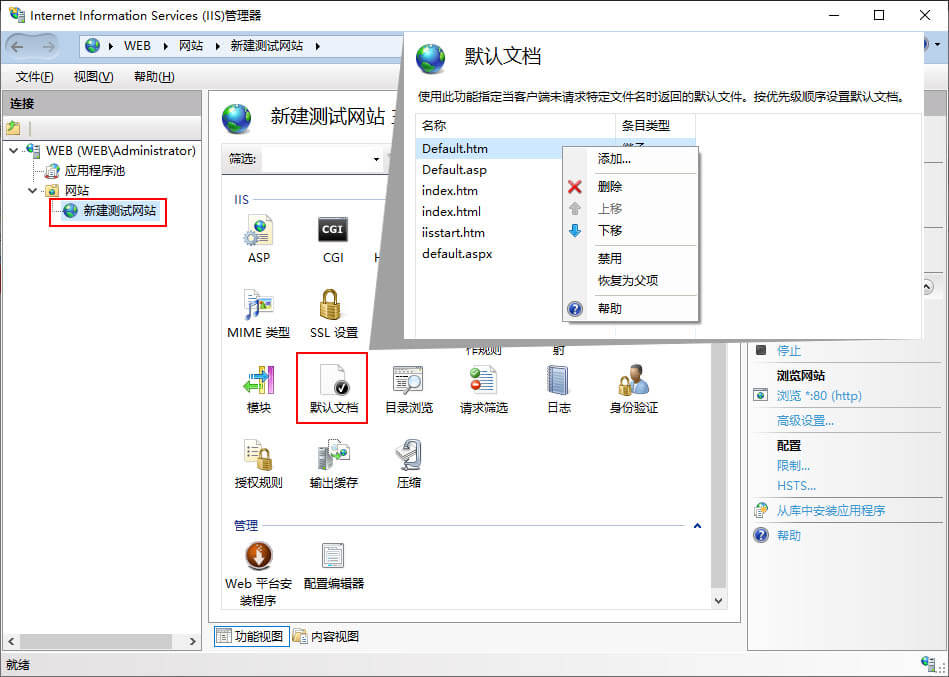 Internet Information Services (IIS)管理器
WEB
网站
新建测试网站
文件(F)
视图(V)
帮助(H)
连接
WEB (WEB\Administrator)
应用程序池
网站
新建测试网站
新建测试网站
筛选:
IIS
ASP
CGI
CGI
MIME 类型
SSL 设置
作规则
射
模块
默认文档
目录浏览
请求筛选
日志
身份验证
授权规则
输出缓存
压缩
管理
Web 平台安
装程序
配置编辑器
功能视图
内容视图
默认文档
使用此功能指定当客户端未请求特定文件名时返回的默认文件。按优先级顺序设置默认文档。
名称
条目类型
Default.htm
Default.asp
index.htm
index.html
iisstart.htm
default.aspx
添加...
删除
上移
下移
禁用
恢复为父项
帮助
停止
浏览网站
浏览 *:80 (http)
高级设置...
配置
限制...
HSTS...
从库中安装应用程序
帮助
就绪